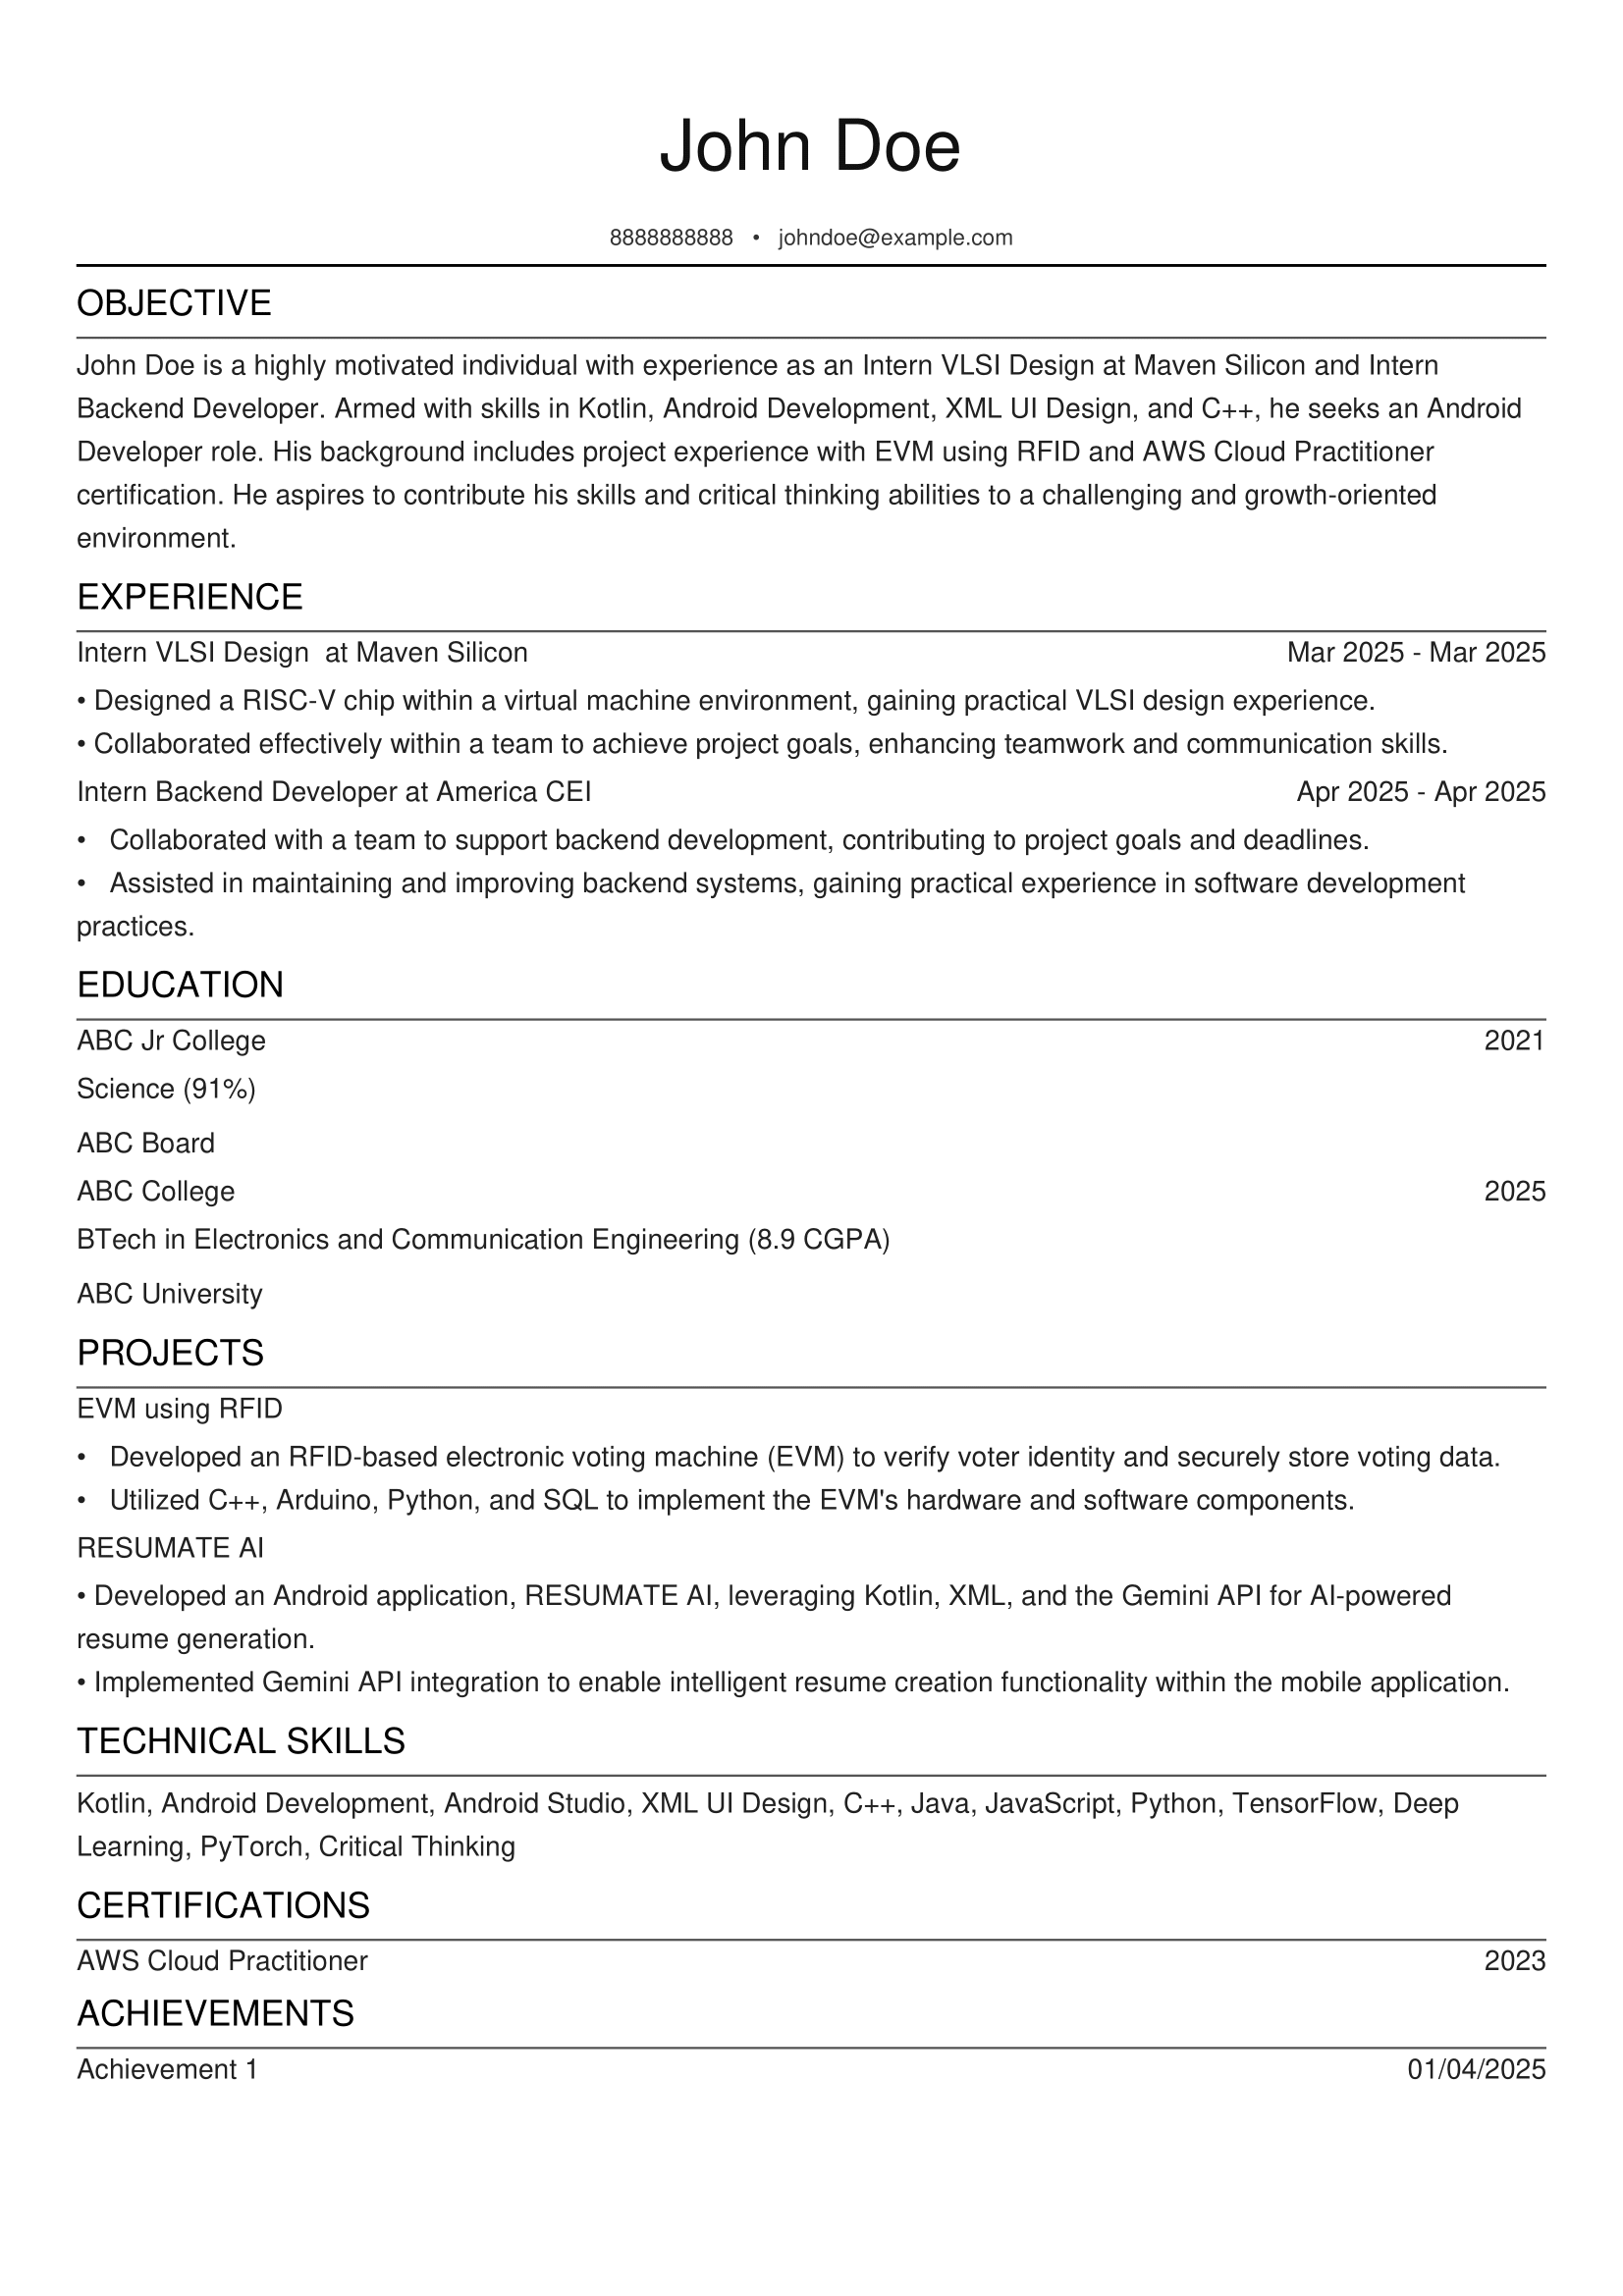 John Doe
8888888888 • johndoe@example.com
OBJECTIVE
John Doe is a highly motivated individual with experience as an Intern VLSI Design at Maven Silicon and Intern
Backend Developer. Armed with skills in Kotlin, Android Development, XML UI Design, and C++, he seeks an Android
Developer role. His background includes project experience with EVM using RFID and AWS Cloud Practitioner
certification. He aspires to contribute his skills and critical thinking abilities to a challenging and growth-oriented
environment.
EXPERIENCE
Intern VLSI Design  at Maven Silicon Mar 2025 - Mar 2025
• Designed a RISC-V chip within a virtual machine environment, gaining practical VLSI design experience.
• Collaborated effectively within a team to achieve project goals, enhancing teamwork and communication skills.
Intern Backend Developer at America CEI Apr 2025 - Apr 2025
• Collaborated with a team to support backend development, contributing to project goals and deadlines.
• Assisted in maintaining and improving backend systems, gaining practical experience in software development
practices.
EDUCATION
ABC Jr College 2021
Science (91%)
ABC Board
ABC College 2025
BTech in Electronics and Communication Engineering (8.9 CGPA)
ABC University
PROJECTS
EVM using RFID
• Developed an RFID-based electronic voting machine (EVM) to verify voter identity and securely store voting data.
• Utilized C++, Arduino, Python, and SQL to implement the EVM's hardware and software components.
RESUMATE AI
• Developed an Android application, RESUMATE AI, leveraging Kotlin, XML, and the Gemini API for AI-powered
resume generation.
• Implemented Gemini API integration to enable intelligent resume creation functionality within the mobile application.
TECHNICAL SKILLS
Kotlin, Android Development, Android Studio, XML UI Design, C++, Java, JavaScript, Python, TensorFlow, Deep
Learning, PyTorch, Critical Thinking
CERTIFICATIONS
AWS Cloud Practitioner 2023
ACHIEVEMENTS
Achievement 1 01/04/2025